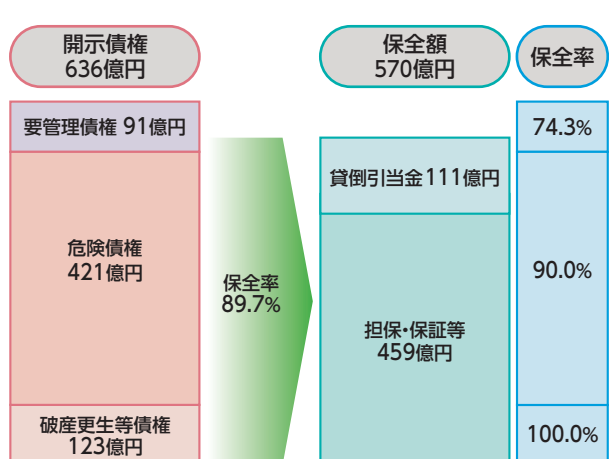 開示債権
636億円
保全額
570億円
保全率
要管理債権 91億円
74.3%
貸倒引当金111億円
危険債権
421億円
保全率
89.7%
90.0%
担保・保証等
459億円
破産更生等債権
123億円
100.0%